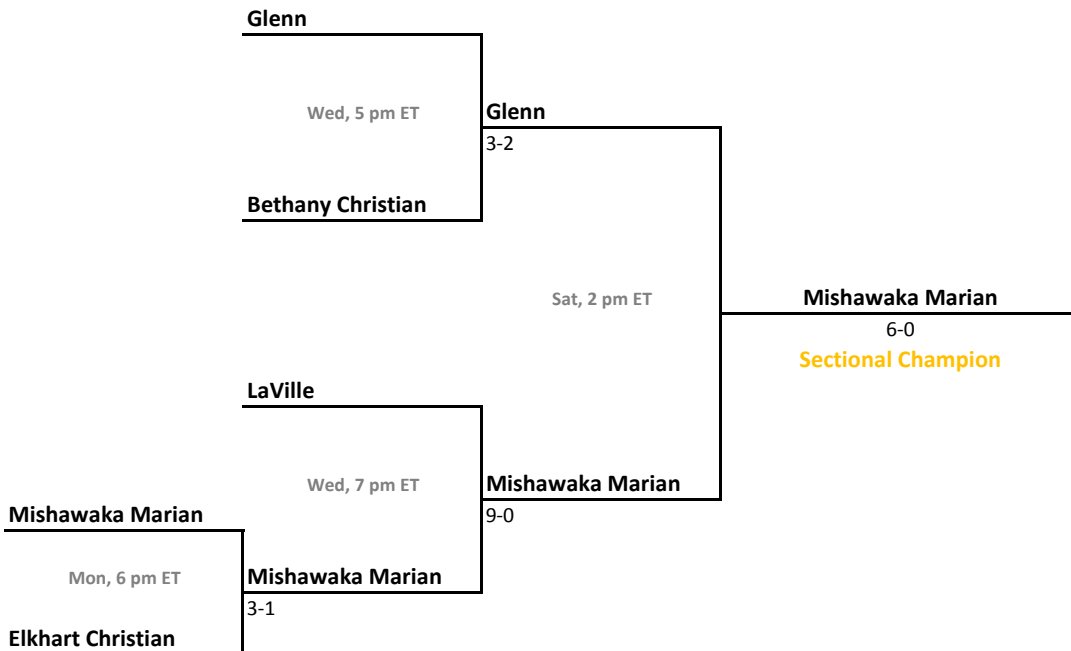 Glenn
Wed, 5 pm ET
Glenn
3-2
Bethany Christian
Sat, 2 pm ET
Mishawaka Marian
6-0
Sectional Champion
LaVille
Wed, 7 pm ET
Mishawaka Marian
9-0
Mishawaka Marian
Mon, 6 pm ET
Mishawaka Marian
3-1
Elkhart Christian